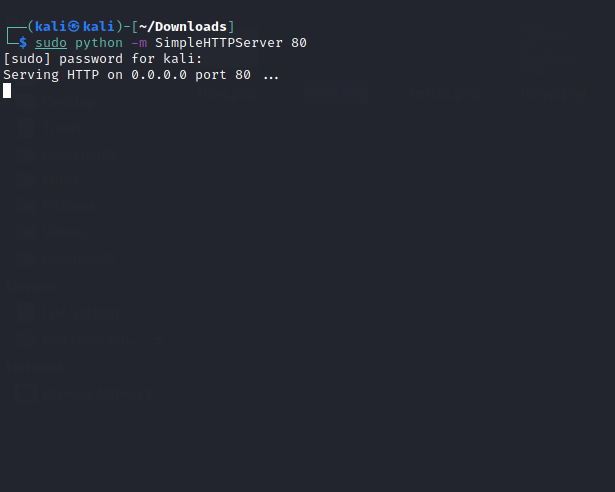 ┌──(kali㉿kali)-[~/Downloads]
└─$ sudo python -m SimpleHTTPServer 80
[sudo] password for kali:
Serving HTTP on 0.0.0.0 port 80 ...